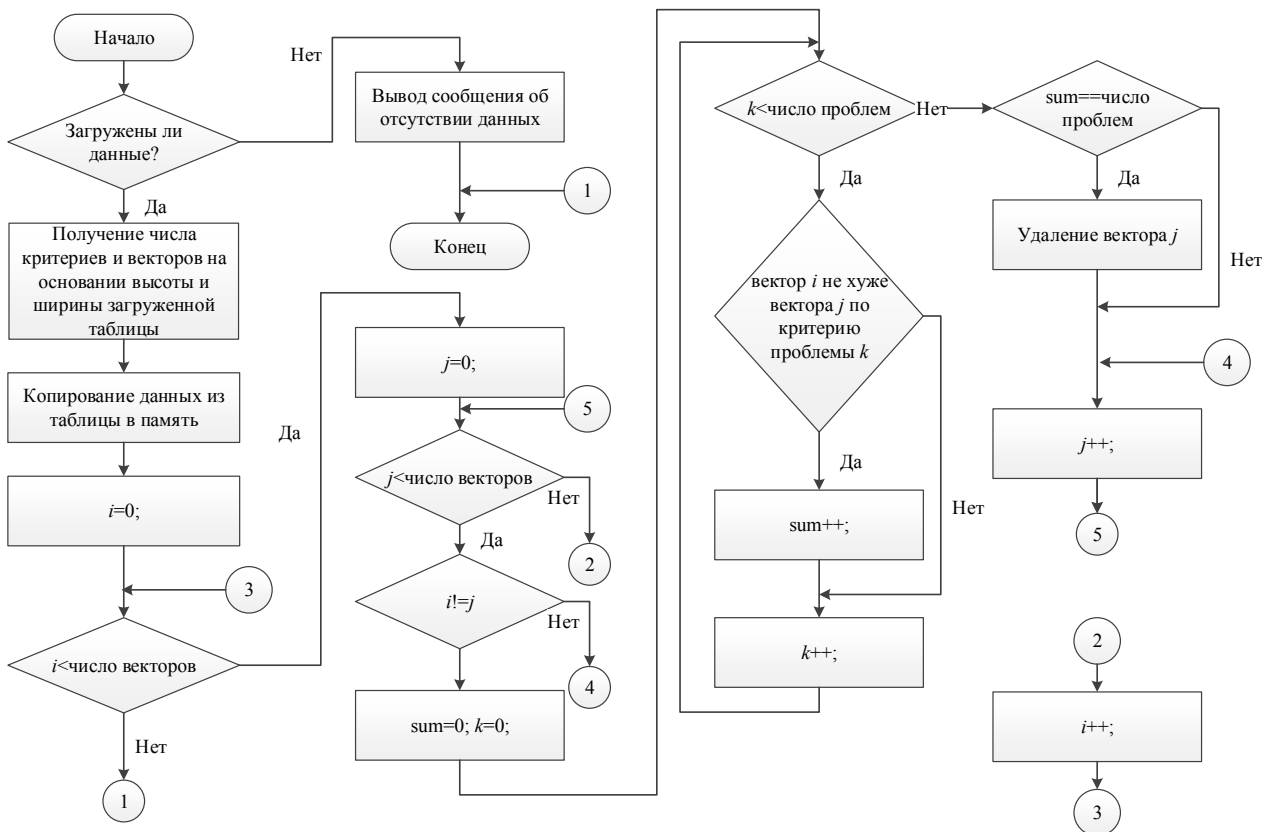 Начало
Загружены ли
данные?
Да
Нет
Получение числа
критериев и векторов на
основании высоты и
ширины загруженной
таблицы
Копирование данных из
таблицы в память
i=0;
3
i<число векторов
Да
Нет
1
Вывод сообщения об
отсутствии данных
1
Конец
j=0;
5
j<число векторов
Нет
Да
2
i!=j
Нет
4
sum=0; k=0;
k<число проблем
Нет
Да
вектор i не хуже
вектора j по
критерию
проблемы k
Да
Нет
sum++;
k++;
sum==число
проблем
Да
Нет
Удаление вектора j
4
j++;
5
2
i++;
3